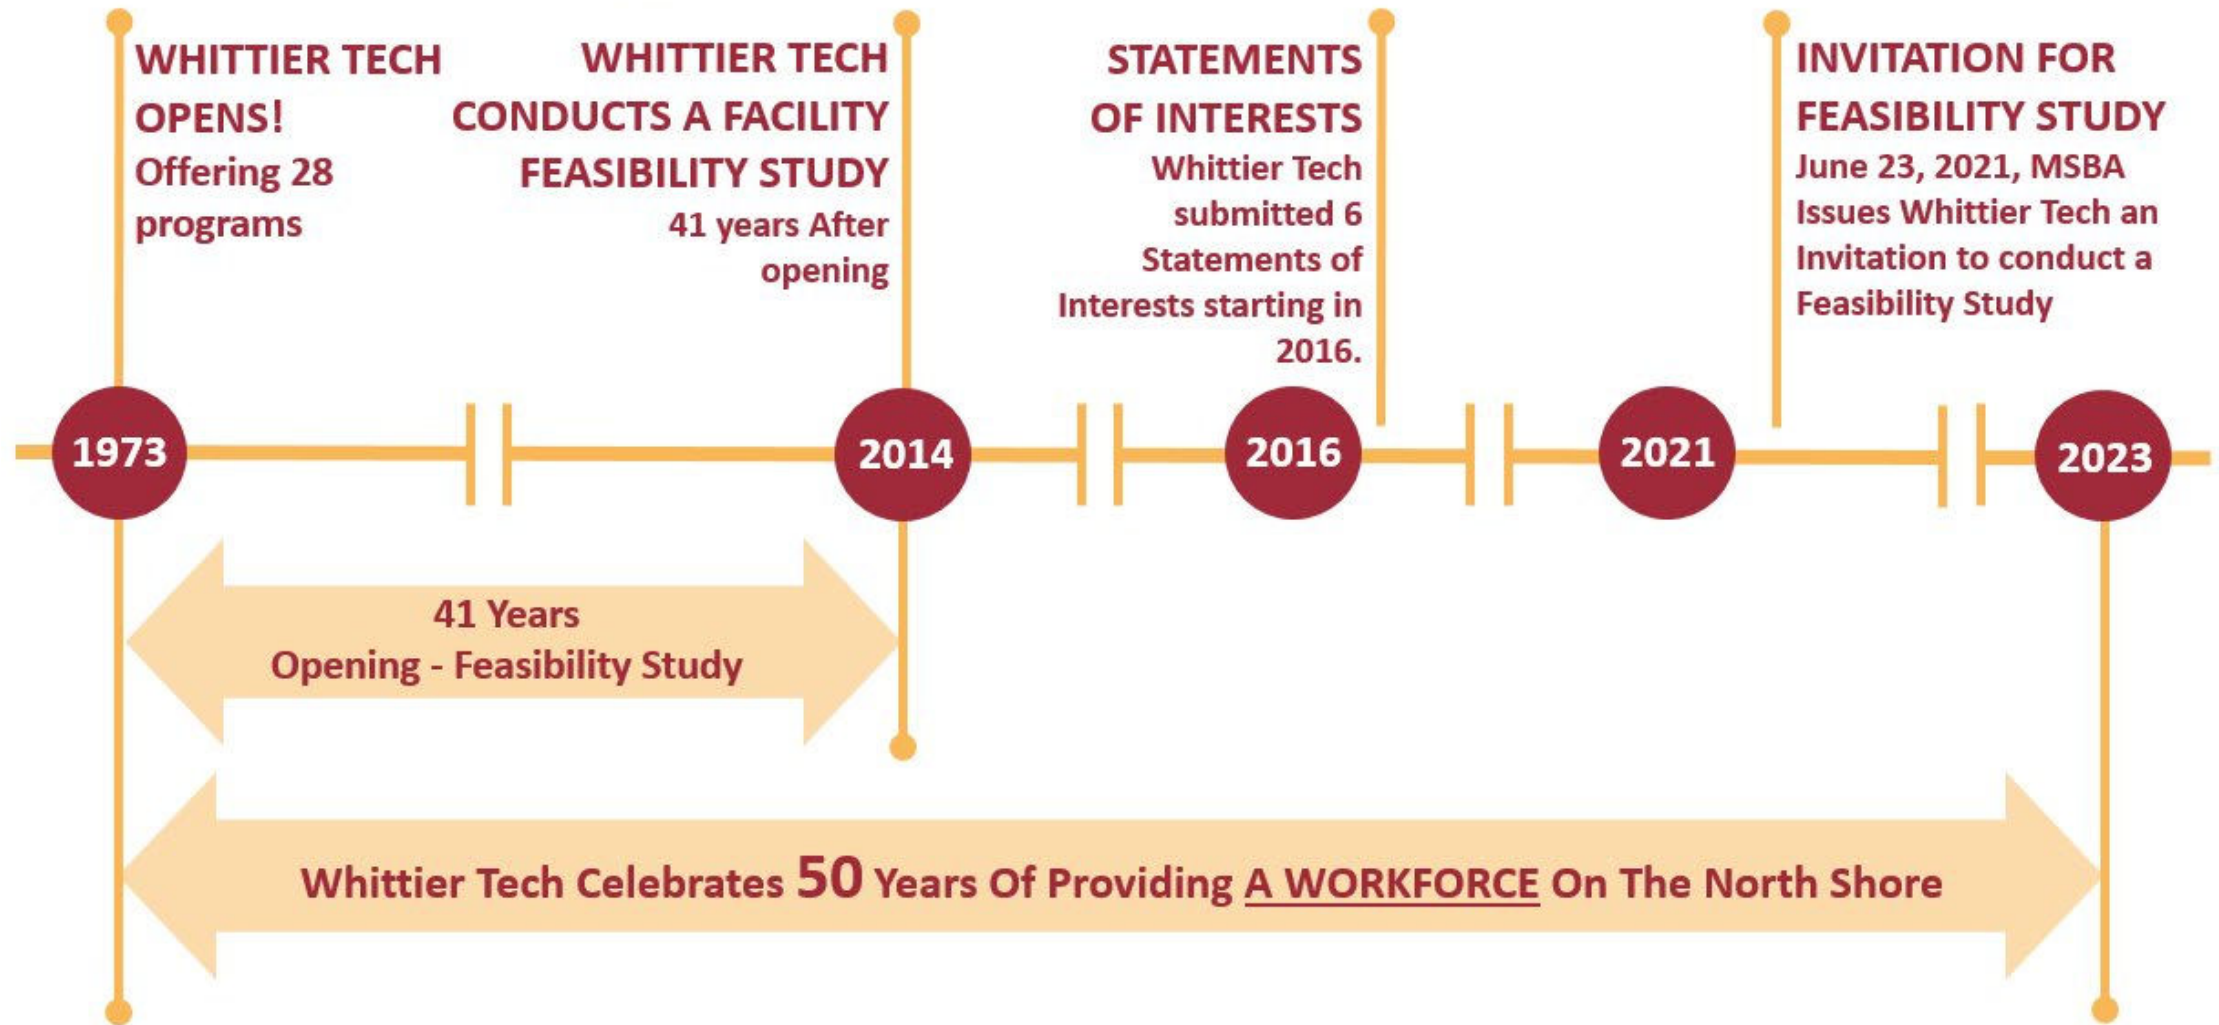 WHITTIER TECH
OPENS!
Offering 28
programs
WHITTIER TECH
CONDUCTS A FACILITY
FEASIBILITY STUDY
41 years After
opening
STATEMENTS
OF INTERESTS
Whittier Tech
submitted 6
Statements of
Interests starting in
2016.
INVITATION FOR
FEASIBILITY STUDY
June 23, 2021, MSBA
Issues Whittier Tech an
Invitation to conduct a
Feasibility Study
1973
2014
2016
2021
2023
41 Years
Opening - Feasibility Study
Whittier Tech Celebrates 50 Years Of Providing A WORKFORCE On The North Shore